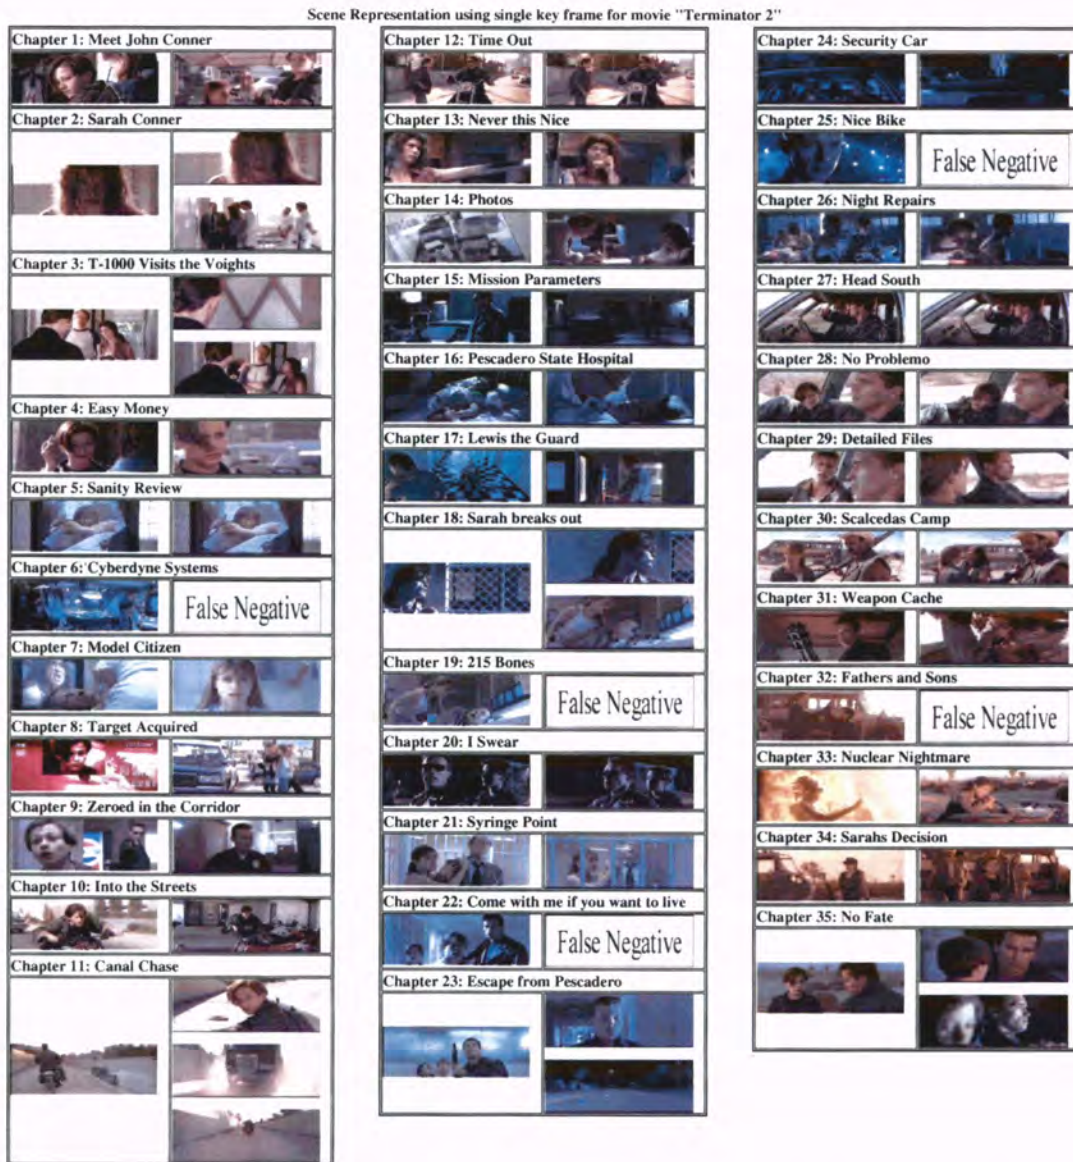 Scene Representation using single key frame for movie "Terminator 2"
Chapter 1: Meet John Conner
Chapter 2: Sarah Conner
Chapter 3: T-1000 Visits the Voights
Chapter 4: Easy Money
Chapter 5: Sanity Review
Chapter 6: Cyberdyne Systems
False Negative
Chapter 7: Model Citizen
Chapter 8: Target Acquired
Chapter 9: Zeroed in the Corridor
Chapter 10: Into the Streets
Chapter 11: Canal Chase
Chapter 12: Time Out
Chapter 13: Never this Nice
Chapter 14: Photos
Chapter 15: Mission Parameters
Chapter 16: Pescadero State Hospital
Chapter 17: Lewis the Guard
Chapter 18: Sarah breaks out
Chapter 19: 215 Bones
False Negative
Chapter 20: I Swear
Chapter 21: Syringe Point
Chapter 22: Come with me if you want to live
False Negative
Chapter 23: Escape from Pescadero
Chapter 24: Security Car
Chapter 25: Nice Bike
False Negative
Chapter 26: Night Repairs
Chapter 27: Head South
Chapter 28: No Problemo
Chapter 29: Detailed Files
Chapter 30: Scalcedas Camp
Chapter 31: Weapon Cache
Chapter 32: Fathers and Sons
False Negative
Chapter 33: Nuclear Nightmare
Chapter 34: Sarahs Decision
Chapter 35: No Fate